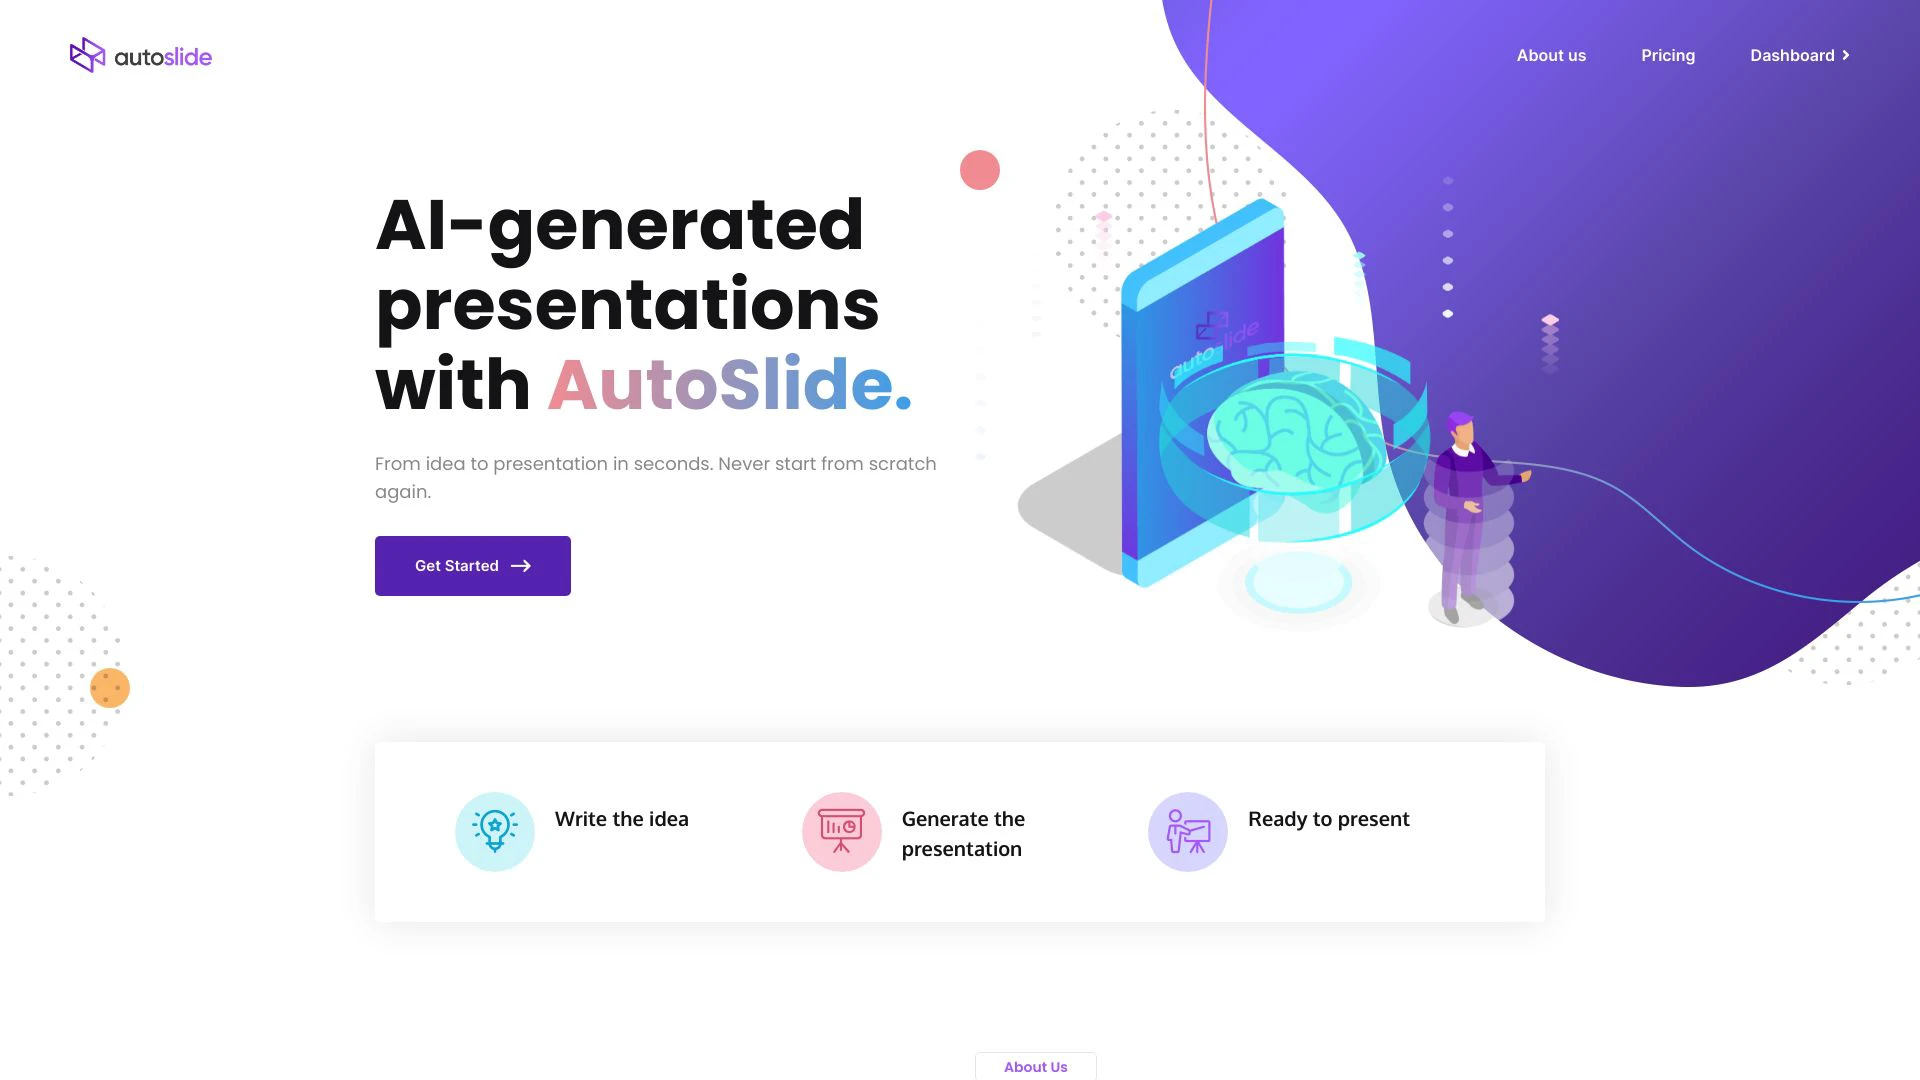 autoslide
About us
Pricing
Dashboard
AI-generated
presentations
with AutoSlide.
From idea to presentation in seconds. Never start from scratch
again.
Get Started
autoslide
Write the idea
Generate the
presentation
Ready to present
About Us